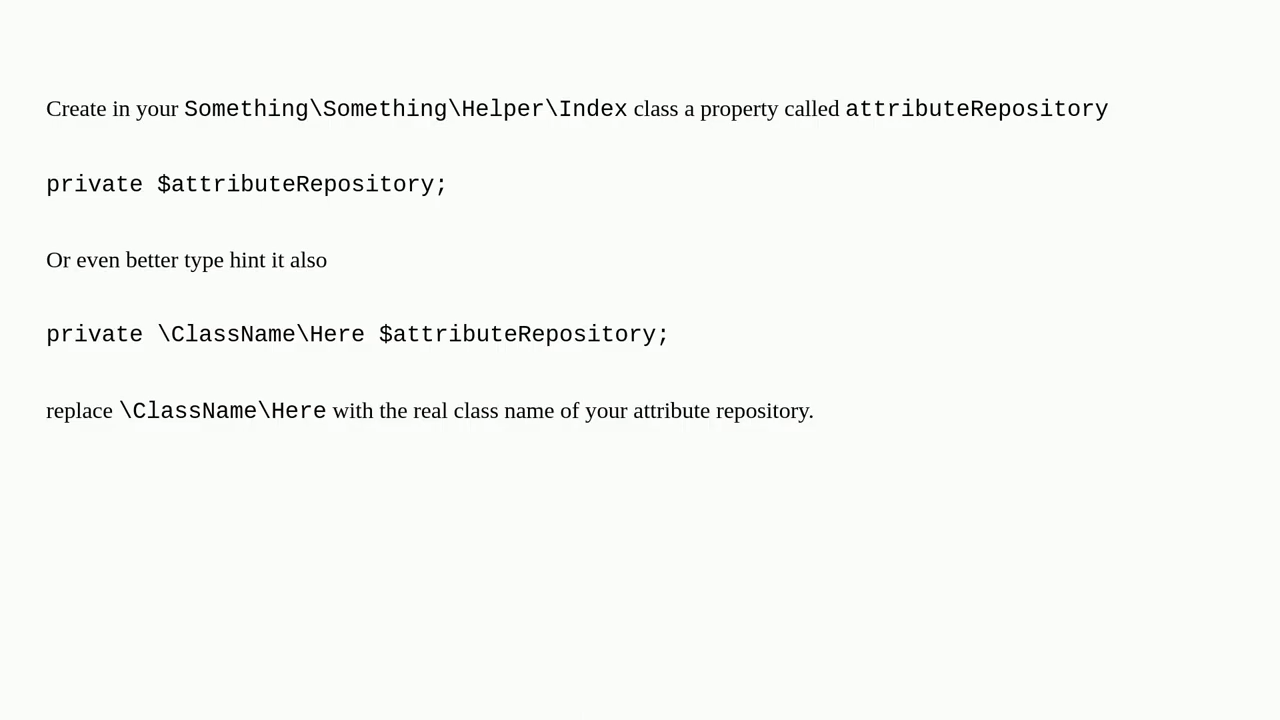 Create in your Something\Something\Helper\Index class a property called attributeRepository
private $attributeRepository;
Or even better type hint it also
private \ClassName\Here $attributeRepository;
replace \ClassName\Here with the real class name of your attribute repository.